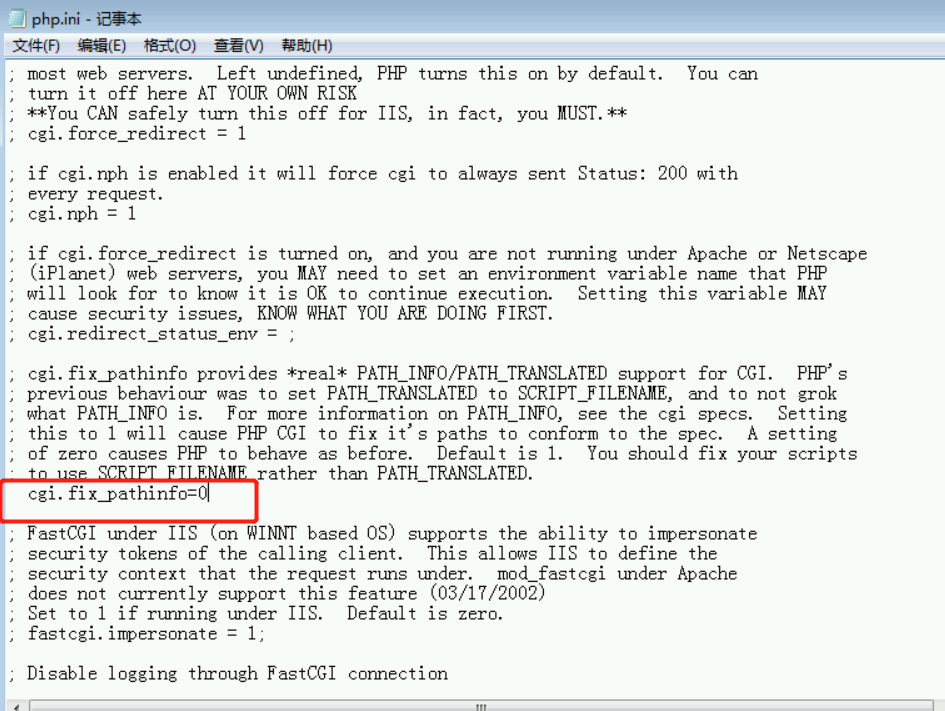 php.ini - 记事本
文件(F) 编辑(E) 格式(O) 查看(V) 帮助(H)
; most web servers.  Left undefined, PHP turns this on by default.  You can
; turn it off here AT YOUR OWN RISK
; **You CAN safely turn this off for IIS, in fact, you MUST.**
; cgi.force_redirect = 1

; if cgi.nph is enabled it will force cgi to always sent Status: 200 with
; every request.
; cgi.nph = 1

; if cgi.force_redirect is turned on, and you are not running under Apache or Netscape
; (iPlanet) web servers, you MAY need to set an environment variable name that PHP
; will look for to know it is OK to continue execution.  Setting this variable MAY
; cause security issues, KNOW WHAT YOU ARE DOING FIRST.
; cgi.redirect_status_env = ;

; cgi.fix_pathinfo provides *real* PATH_INFO/PATH_TRANSLATED support for CGI.  PHP's
; previous behaviour was to set PATH_TRANSLATED to SCRIPT_FILENAME, and to not grok
; what PATH_INFO is.  For more information on PATH_INFO, see the cgi specs.  Setting
; this to 1 will cause PHP CGI to fix it's paths to conform to the spec.  A setting
; of zero causes PHP to behave as before.  Default is 1.  You should fix your scripts
; to use SCRIPT_FILENAME rather than PATH_TRANSLATED.
cgi.fix_pathinfo=0

; FastCGI under IIS (on WINNT based OS) supports the ability to impersonate
; security tokens of the calling client.  This allows IIS to define the
; security context that the request runs under.  mod_fastcgi under Apache
; does not currently support this feature (03/17/2002)
; Set to 1 if running under IIS.  Default is zero.
; fastcgi.impersonate = 1;

; Disable logging through FastCGI connection